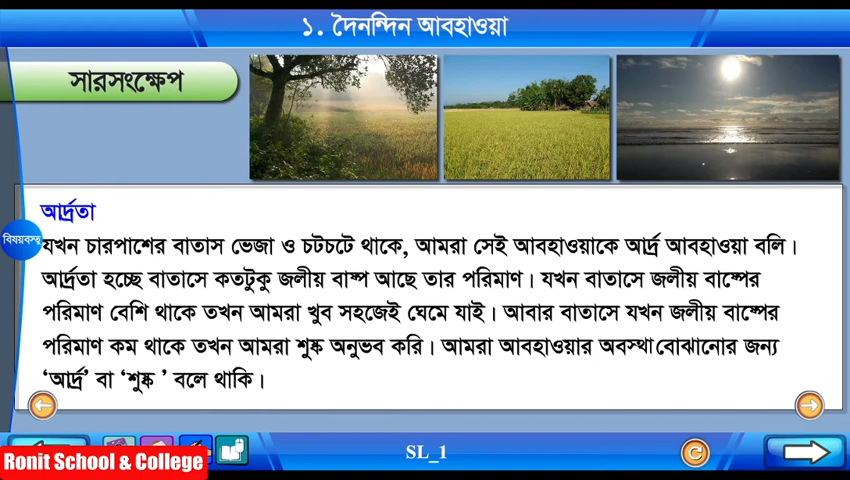 ১. দৈনন্দিন আবহাওয়া
সারসংক্ষেপ
আর্দ্রতা
বিষয়বস্তু
যখন চারপাশের বাতাস ভেজা ও চটচটে থাকে, আমরা সেই আবহাওয়াকে আর্দ্র আবহাওয়া বলি।
আর্দ্রতা হচ্ছে বাতাসে কতটুকু জলীয় বাষ্প আছে তার পরিমাণ। যখন বাতাসে জলীয় বাষ্পের
পরিমাণ বেশি থাকে তখন আমরা খুব সহজেই ঘেমে যাই। আবার বাতাসে যখন জলীয় বাষ্পের
পরিমাণ কম থাকে তখন আমরা শুষ্ক অনুভব করি। আমরা আবহাওয়ার অবস্থা বোঝানোর জন্য
‘আর্দ্র’ বা ‘শুষ্ক ’ বলে থাকি।
Ronit School & College
SL_1